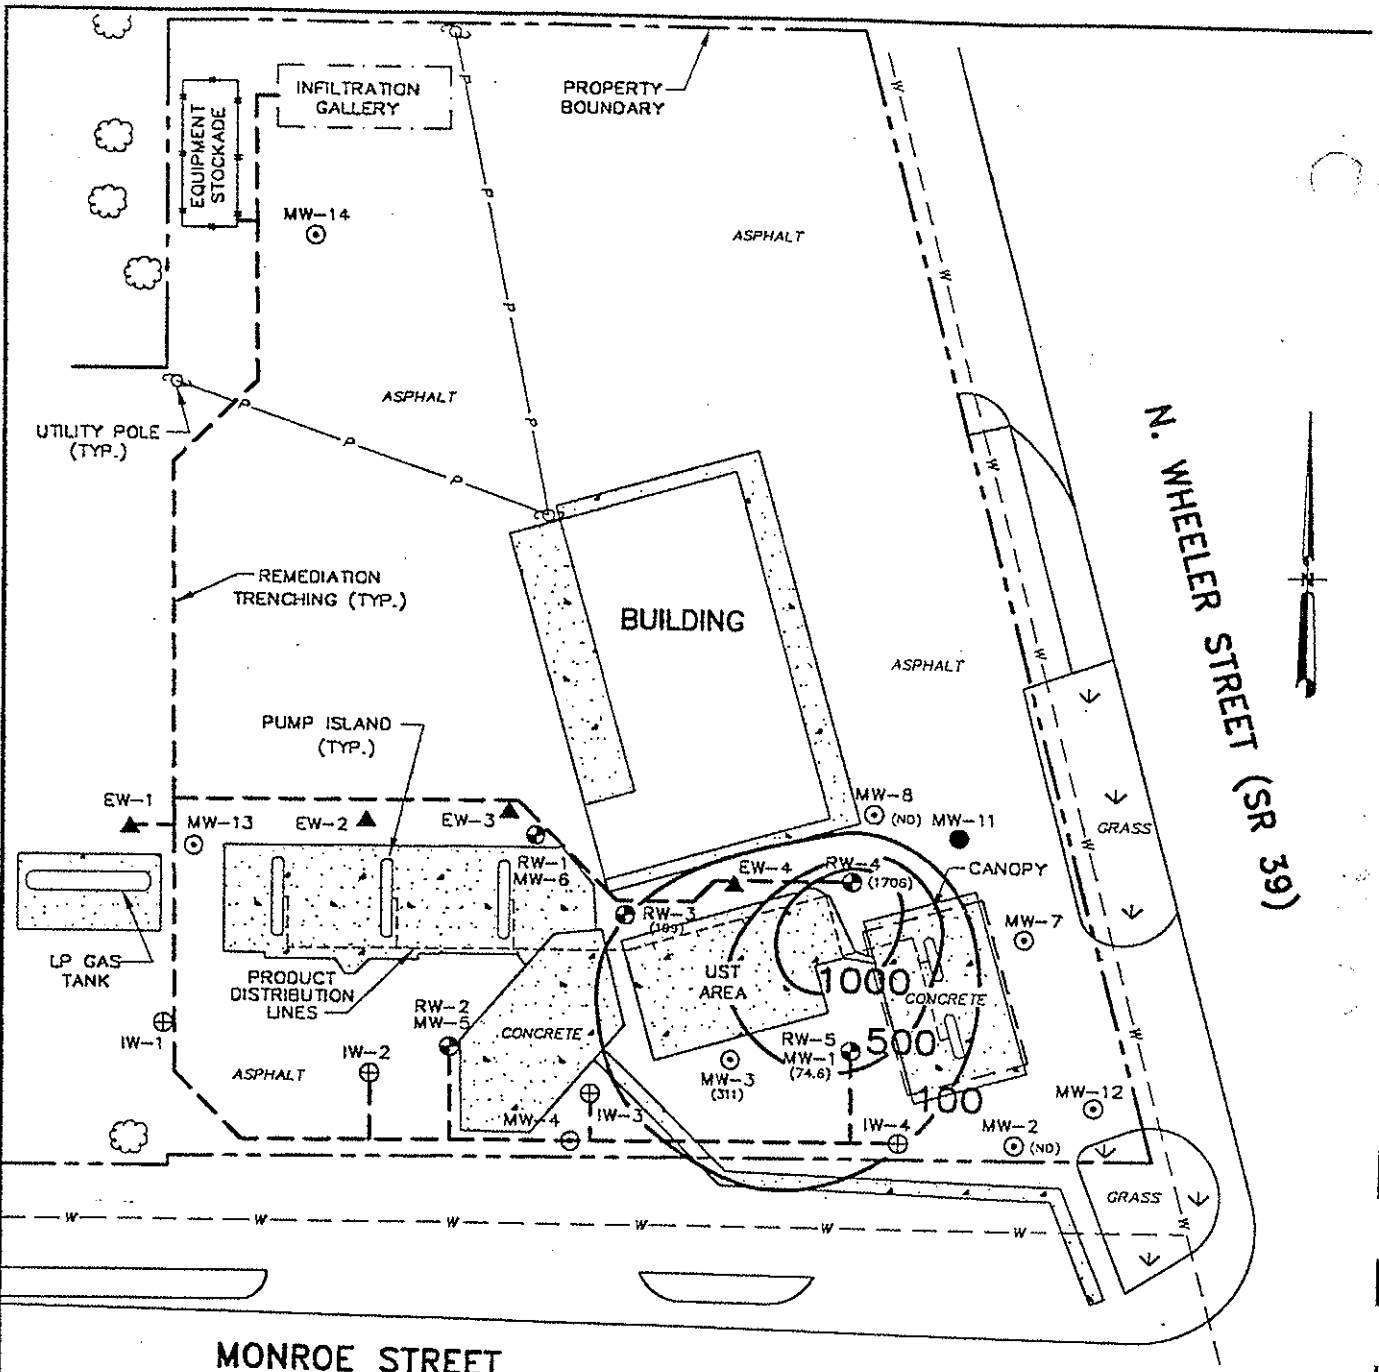 INFILTRATION
GALLERY
PROPERTY
BOUNDARY
EQUIPMENT
STOCKADE
P
W
MW-14
ASPHALT
P
W
P
W
UTILITY POLE
(TYP.)
P
P
P
P
ASPHALT
N. WHEELER STREET (SR 39)
W
W
N
REMEDIATION
TRENCHING (TYP.)
BUILDING
ASPHALT
W
PUMP ISLAND
(TYP.)
W
EW-1
MW-13
EW-2
EW-3
MW-8
(ND)
MW-11
GRASS
RW-1
MW-6
EW-4
RW-4
(1706)
CANOPY
W
RW-3
MW-7
LP GAS
TANK
PRODUCT
DISTRIBUTION
LINES
UST
AREA
1000
CONCRETE
RW-2
MW-5
CONCRETE
IW-1
IW-2
ASPHALT
RW-5
MW-1
(74.6)
500
W
MW-3
(311)
100
MW-12
MW-4
IW-3
IW-4
MW-2
(ND)
GRASS
W
W
W
W
W
W
W
MONROE STREET